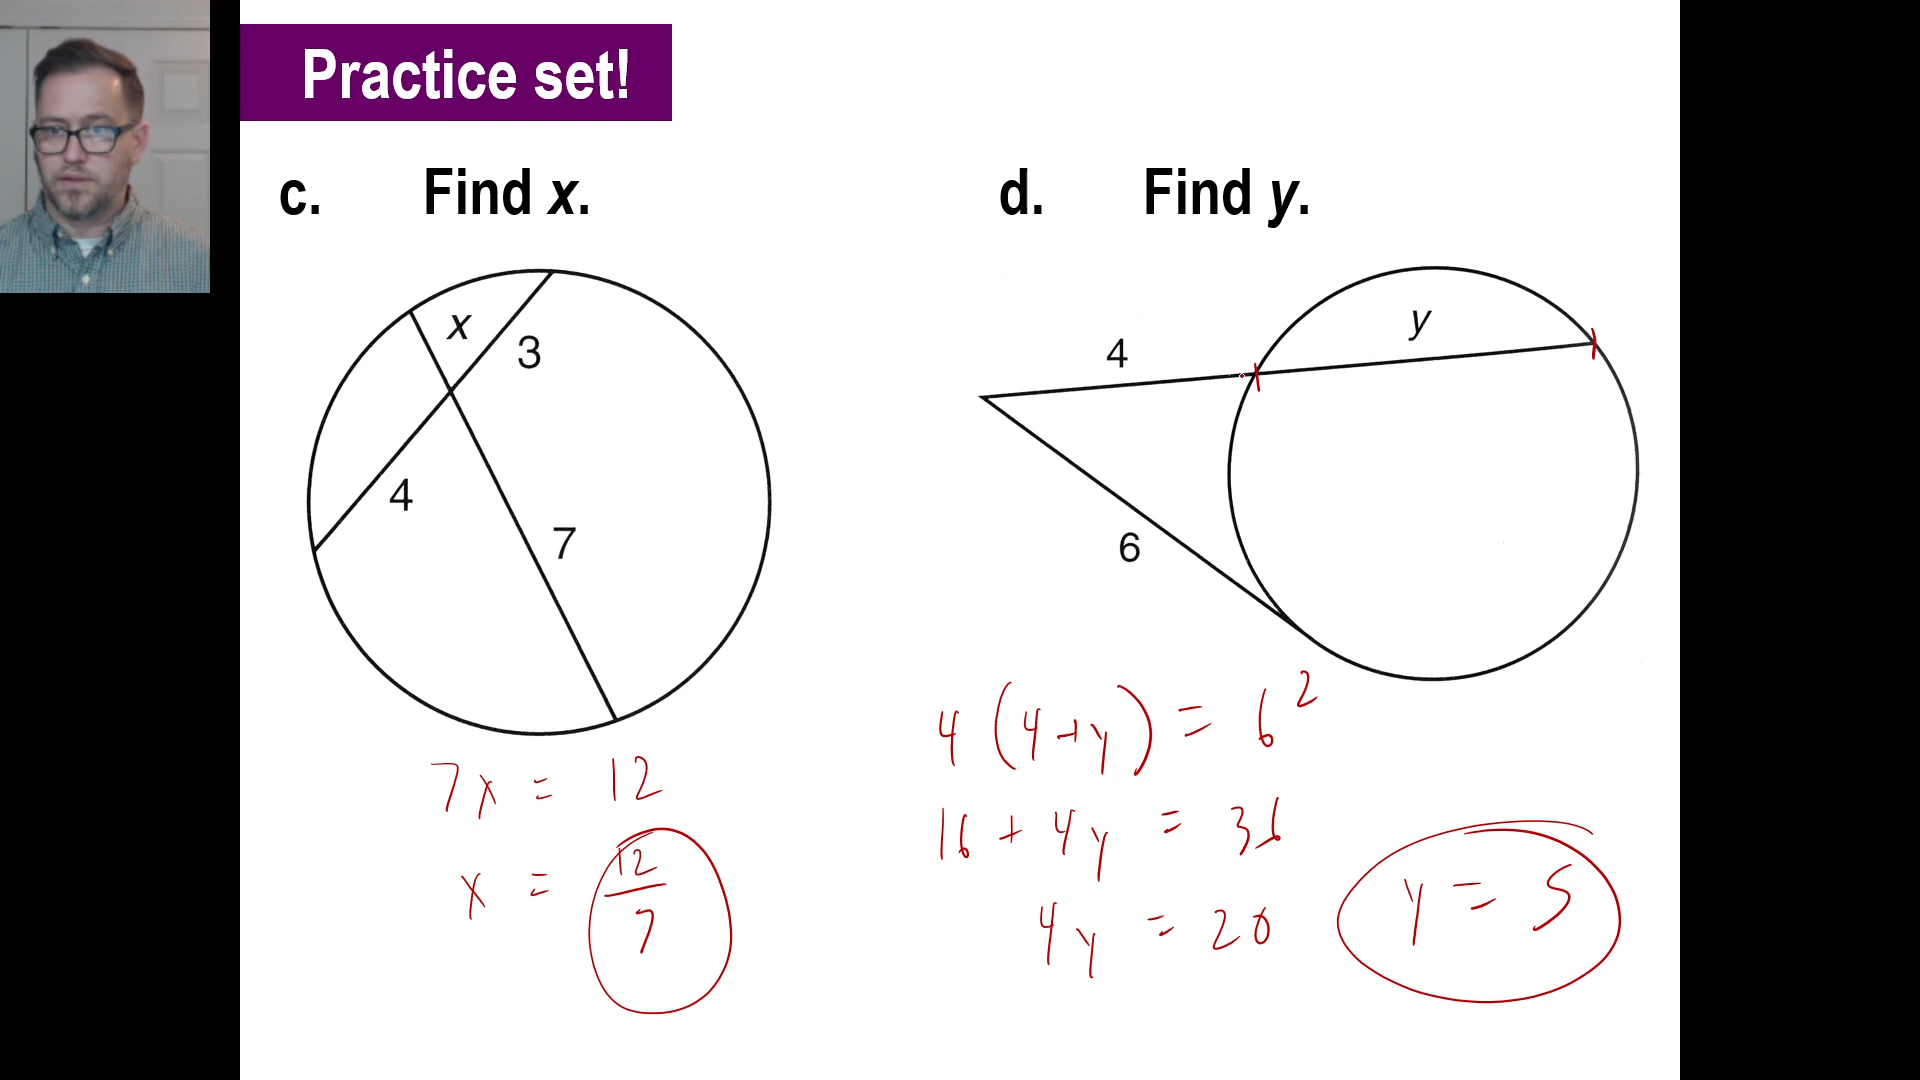 Practice set!
c. Find x.
x
3
4
7
7x = 12
x = 12/7
d. Find y.
4
y
6
4 (4+y) = 6²
16 + 4y = 36
4y = 20
y = 5